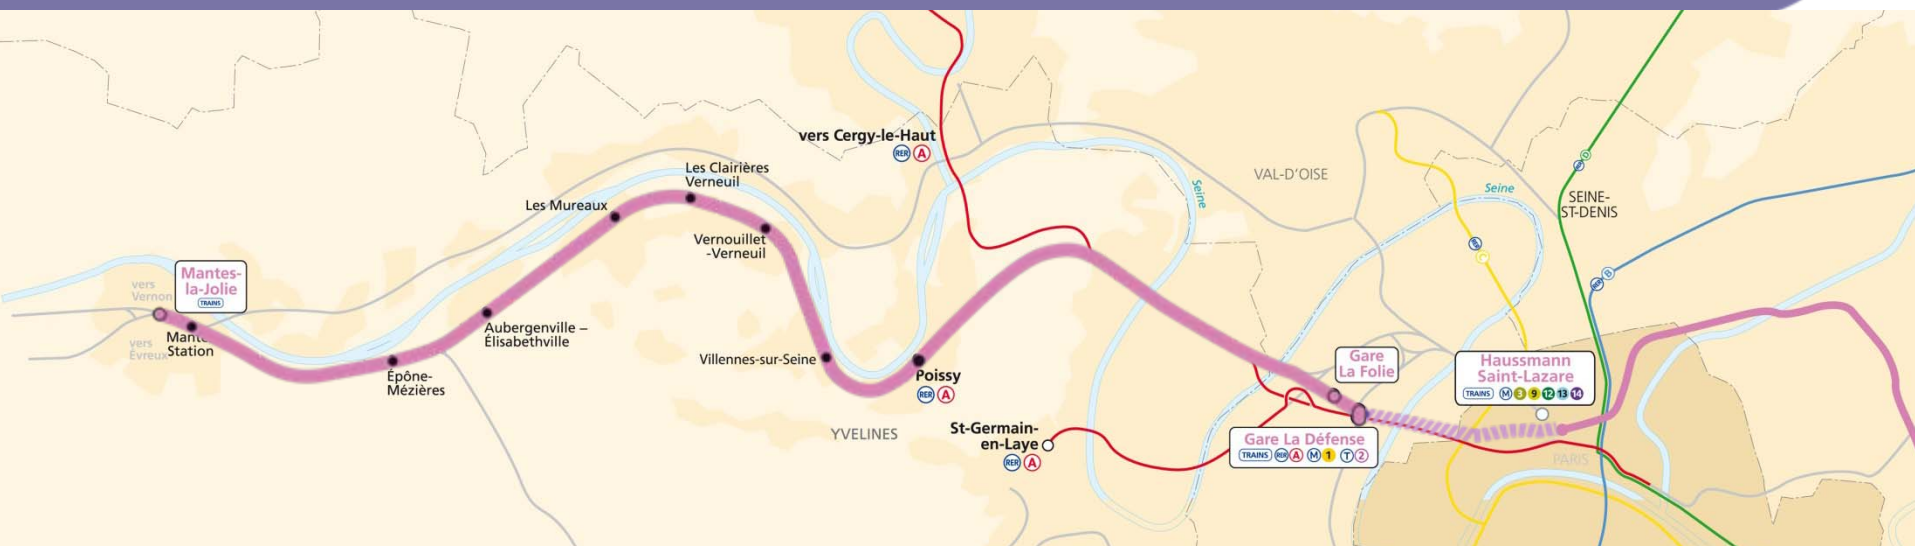 vers Cergy-le-Haut
RER A
Les Clairières
Verneuil
Les Mureaux
Vernouillet
-Verneuil
Seine
VAL-D'OISE
Seine
SEINE-
ST-DENIS
RER D
RER C
RER B
vers
Vernon
Mantes-
la-Jolie
TRAINS
vers
Évreux
Mante
Station
Aubergenville –
Élisabethville
Épône-
Mézières
Villennes-sur-Seine
Poissy
RER A
YVELINES
St-Germain-
en-Laye
RER A
Gare
La Folie
Gare La Défense
TRAINS RER A M 1 T 2
Haussmann
Saint-Lazare
TRAINS M 3 9 12 13 14
PARIS